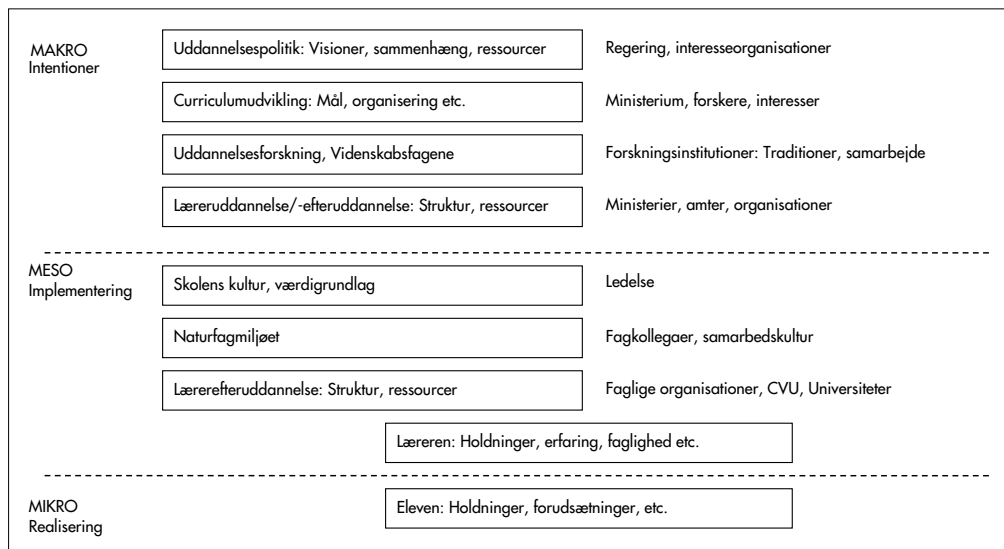 MAKRO
Intentioner
Uddannelsespolitik: Visioner, sammenhæng, ressourcer
Regering, interesseorganisationer
Curriculumudvikling: Mål, organisering etc.
Ministerium, forskere, interesser
Uddannelsesforskning, Videnskabsfagene
Forskningsinstitutioner: Traditioner, samarbejde
Læreruddannelse/-efteruddannelse: Struktur, ressourcer
Ministerier, amter, organisationer
MESO
Implementering
Skolens kultur, værdigrundlag
Ledelse
Naturfagmiljøet
Fagkollegaer, samarbedskultur
Lærerefteruddannelse: Struktur, ressourcer
Faglige organisationer, CVU, Universiteter
Læreren: Holdninger, erfaring, faglighed etc.
MIKRO
Realisering
Eleven: Holdninger, forudsætninger, etc.